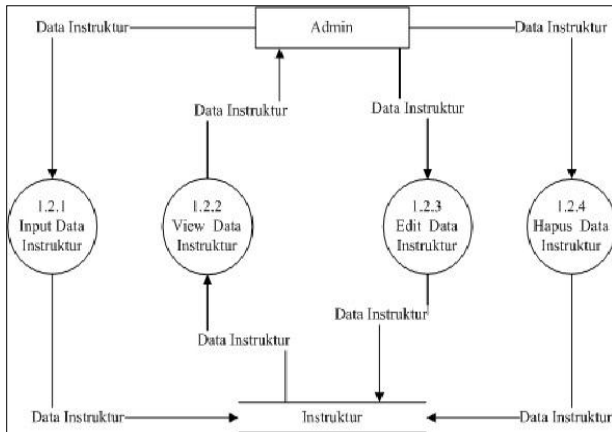 Data Instruktur
Admin
Data Instruktur
Data Instruktur
Data Instruktur
1.2.1
Input Data
Instruktur
1.2.2
View Data
Instruktur
1.2.3
Edit Data
Instruktur
1.2.4
Hapus Data
Instruktur
Data Instruktur
Data Instruktur
Data Instruktur
Instruktur
Data Instruktur